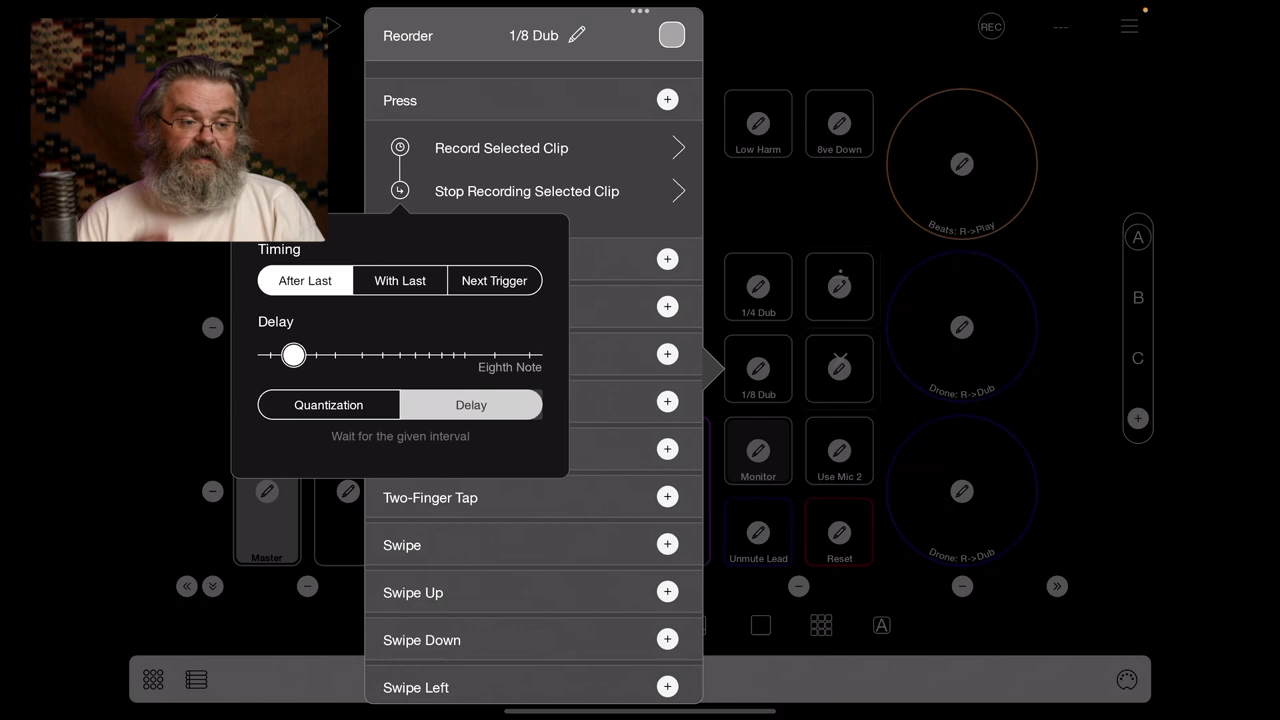 Reorder
1/8 Dub
REC
---
Press
Record Selected Clip
Stop Recording Selected Clip
Timing
After Last
With Last
Next Trigger
Delay
Eighth Note
Quantization
Delay
Wait for the given interval
Two-Finger Tap
Swipe
Swipe Up
Swipe Down
Swipe Left
Low Harm
8ve Down
Beats: R->Play
1/4 Dub
1/8 Dub
Drone: R->Dub
Monitor
Use Mic 2
Unmute Lead
Reset
Drone: R->Dub
Master
A
B
C
A